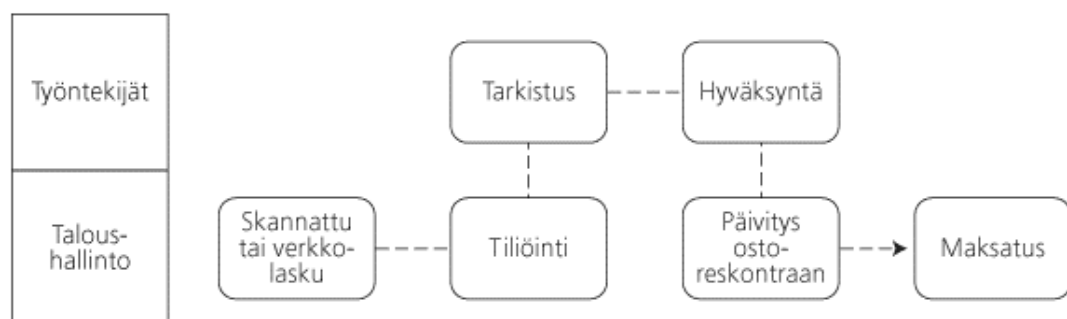 Työntekijät
Tarkistus
Hyväksyntä
Talous-
hallinto
Skannattu
tai verkko-
lasku
Tiliöinti
Päivitys
osto-
reskontraan
Maksatus